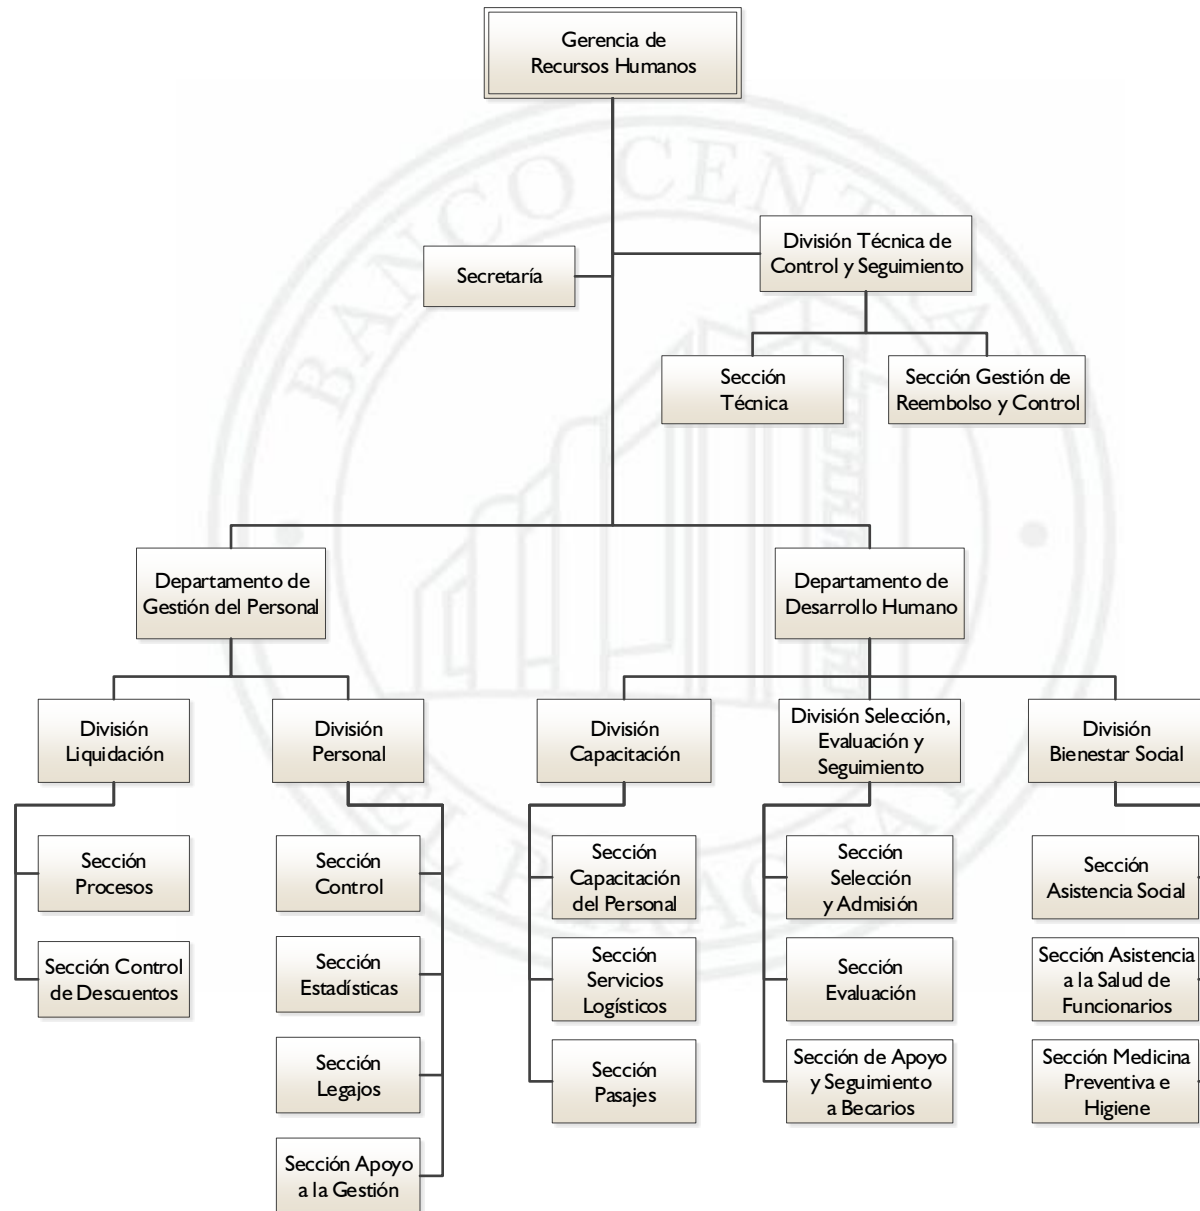 Gerencia de
Recursos Humanos
División Técnica de
Control y Seguimiento
Secretaría
Sección
Técnica
Sección Gestión de
Reembolso y Control
Departamento de
Gestión del Personal
Departamento de
Desarrollo Humano
División
Liquidación
División
Personal
División
Capacitación
División Selección,
Evaluación y
Seguimiento
División
Bienestar Social
Sección
Procesos
Sección Control
de Descuentos
Sección
Control
Sección
Estadísticas
Sección
Legajos
Sección Apoyo
a la Gestión
Sección
Capacitación
del Personal
Sección
Servicios
Logísticos
Sección
Pasajes
Sección
Selección
y Admisión
Sección
Evaluación
Sección de Apoyo
y Seguimiento
a Becarios
Sección
Asistencia Social
Sección Asistencia
a la Salud de
Funcionarios
Sección Medicina
Preventiva e
Higiene
BANCO CENTRAL
DEL PARAGUAY